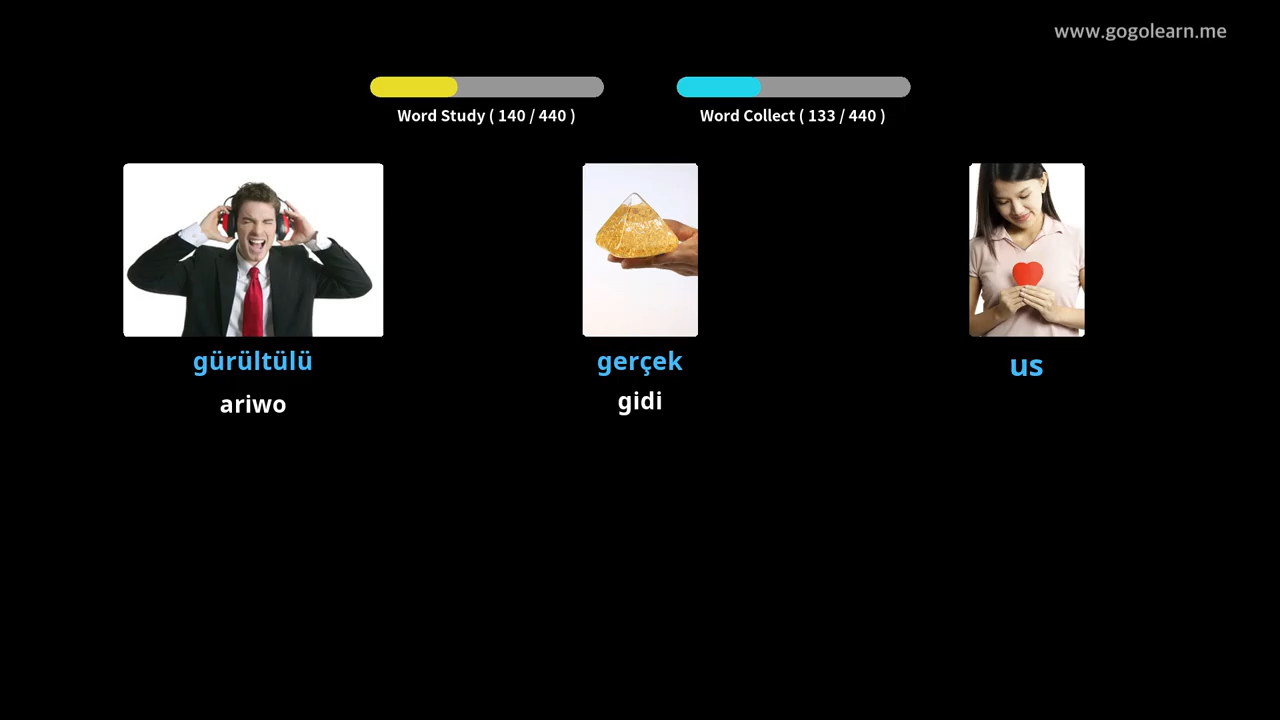 www.gogolearn.me
Word Study ( 140 / 440 )
Word Collect ( 133 / 440 )
gürültülü
ariwo
gerçek
gidi
us